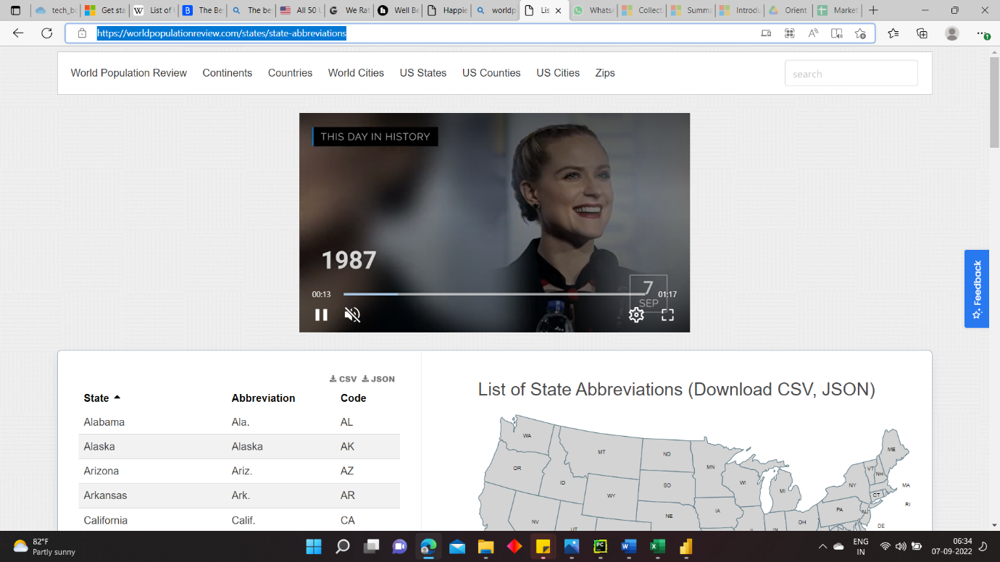 tech_b
Get sta
List of
The Be
The be
All 50
We Rat
Well Be
Happie
worldp
Lis
Whats
Collect
Summa
Introdu
Orient
Market
https://worldpopulationreview.com/states/state-abbreviations
World Population Review Continents Countries World Cities US States US Counties US Cities Zips search
THIS DAY IN HISTORY
1987
7
SEP
00:13 01:17
Feedback
CSV JSON
State Abbreviation Code
Alabama Ala. AL
Alaska Alaska AK
Arizona Ariz. AZ
Arkansas Ark. AR
California Calif. CA
List of State Abbreviations (Download CSV, JSON)
WA
MT
ND
ME
OR
MN
VT
NH
ID
SD
WI
NY
MA
WY
MI
CT
RI
NE
IA
PA
NJ
NV
OH
DE
UT
IN
82°F
Partly sunny
ENG
IN
06:34
07-09-2022